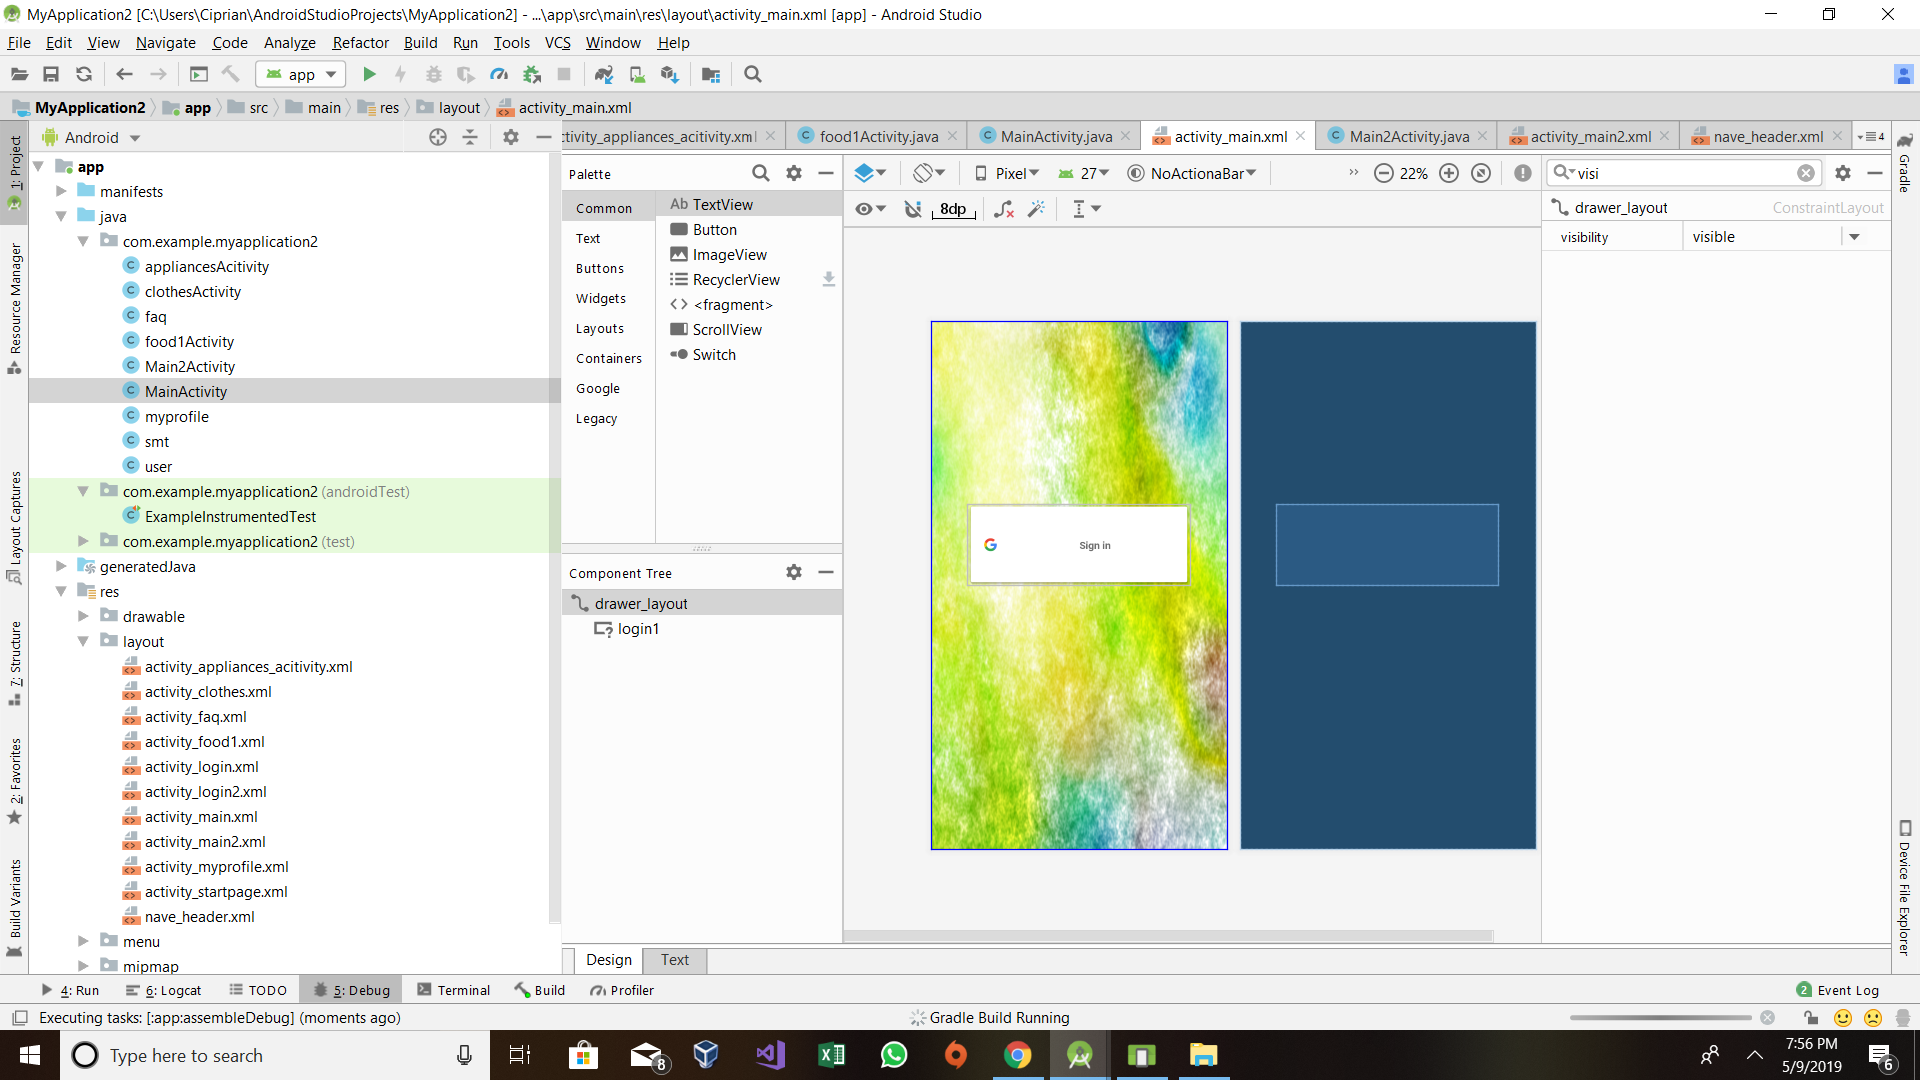 MyApplication2 [C:\Users\Ciprian\AndroidStudioProjects\MyApplication2] - ...\app\src\main\res\layout\activity_main.xml [app] - Android Studio
File Edit View Navigate Code Analyze Refactor Build Run Tools VCS Window Help
app
MyApplication2 app src main res layout activity_main.xml
1: Project
Resource Manager
Layout Captures
7: Structure
2: Favorites
Build Variants
Android
app
manifests
java
com.example.myapplication2
appliancesAcitivity
clothesActivity
faq
food1Activity
Main2Activity
MainActivity
myprofile
smt
user
com.example.myapplication2 (androidTest)
ExampleInstrumentedTest
com.example.myapplication2 (test)
generatedJava
res
drawable
layout
activity_appliances_acitivity.xml
activity_clothes.xml
activity_faq.xml
activity_food1.xml
activity_login.xml
activity_login2.xml
activity_main.xml
activity_main2.xml
activity_myprofile.xml
activity_startpage.xml
nave_header.xml
menu
mipmap
ctivity_appliances_acitivity.xml food1Activity.java MainActivity.java activity_main.xml Main2Activity.java activity_main2.xml nave_header.xml 4
Palette
Common
Text
Buttons
Widgets
Layouts
Containers
Google
Legacy
Ab TextView
Button
ImageView
RecyclerView
<fragment>
ScrollView
Switch
Component Tree
drawer_layout
login1
Pixel 27 NoActionaBar 22%
8dp
G Sign in
visi
drawer_layout ConstraintLayout
visibility visible
Gradle
Device File Explorer
Design Text
4: Run 6: Logcat TODO 5: Debug Terminal Build Profiler 2 Event Log
Executing tasks: [:app:assembleDebug] (moments ago) Gradle Build Running
Type here to search
8
7:56 PM
5/9/2019
6